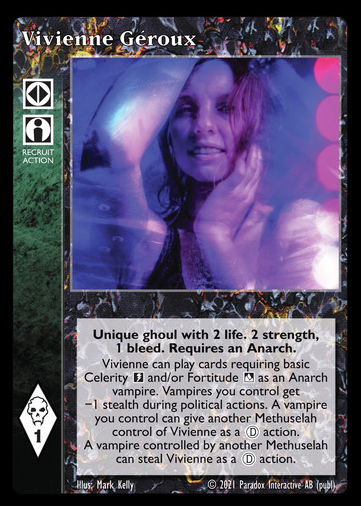 Vivienne Géroux
RECRUIT
ACTION
Unique ghoul with 2 life. 2 strength,
1 bleed. Requires an Anarch.
Vivienne can play cards requiring basic
Celerity and/or Fortitude as an Anarch
vampire. Vampires you control get
−1 stealth during political actions. A vampire
you control can give another Methuselah
control of Vivienne as a Ⓓ action.
A vampire controlled by another Methuselah
can steal Vivienne as a Ⓓ action.
1
Illus: Mark Kelly
© 2021 Paradox Interactive AB (publ)